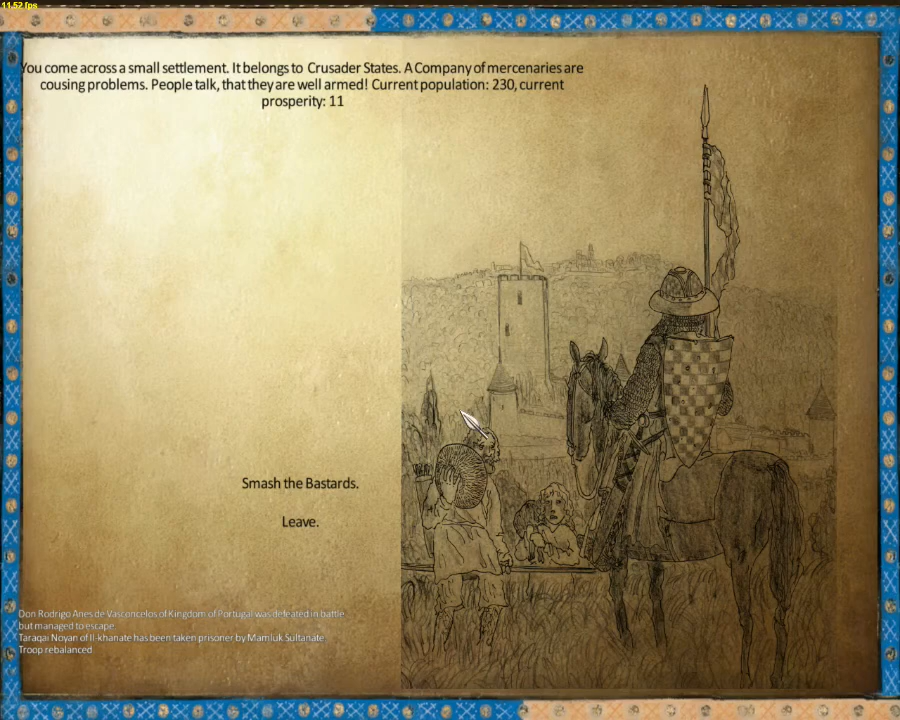 11.52 fps
You come across a small settlement. It belongs to Crusader States. A Company of mercenaries are
cousing problems. People talk, that they are well armed! Current population: 230, current
prosperity: 11
Smash the Bastards.
Leave.
Don Rodrigo Anes de Vasconcelos of Kingdom of Portugal was defeated in battle
but managed to escape.
Taraqai Noyan of Il-khanate has been taken prisoner by Mamluk Sultanate.
Troop rebalanced